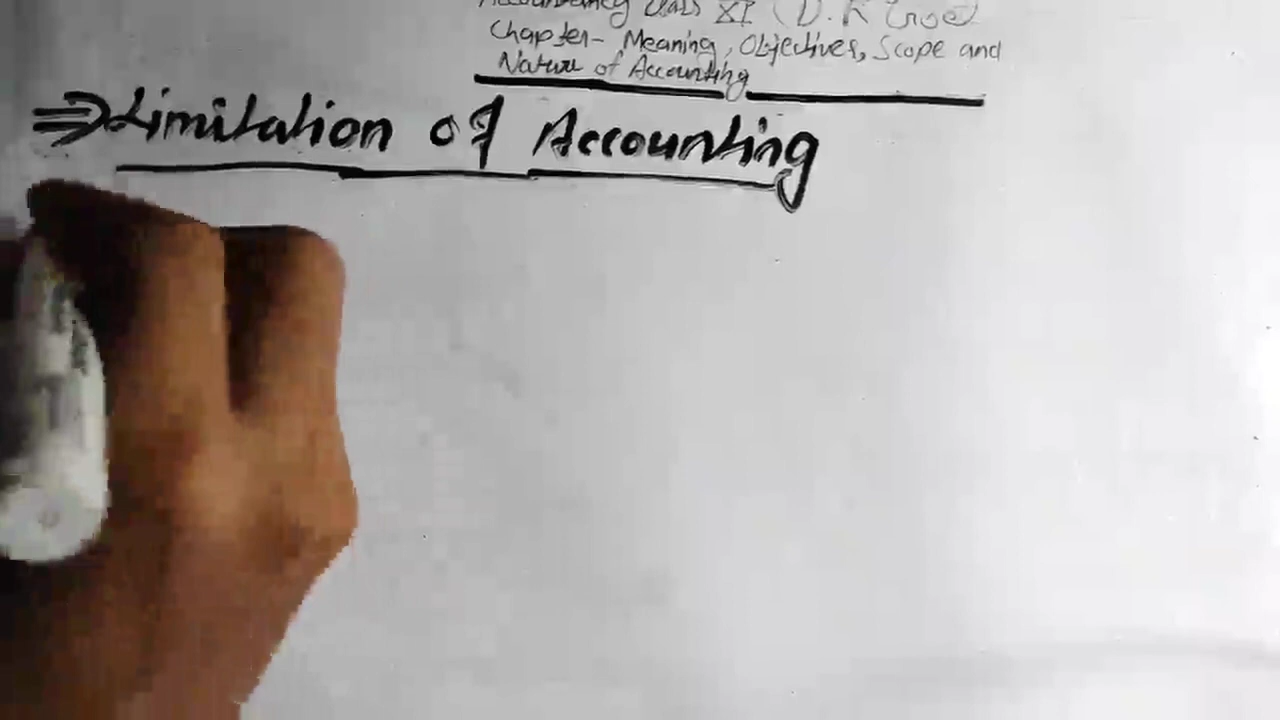 Accountancy Class XI (D. K Goel)
Chapter- Meaning, Objectives, Scope and
Nature of Accounting
⇒ Limitation of Accounting